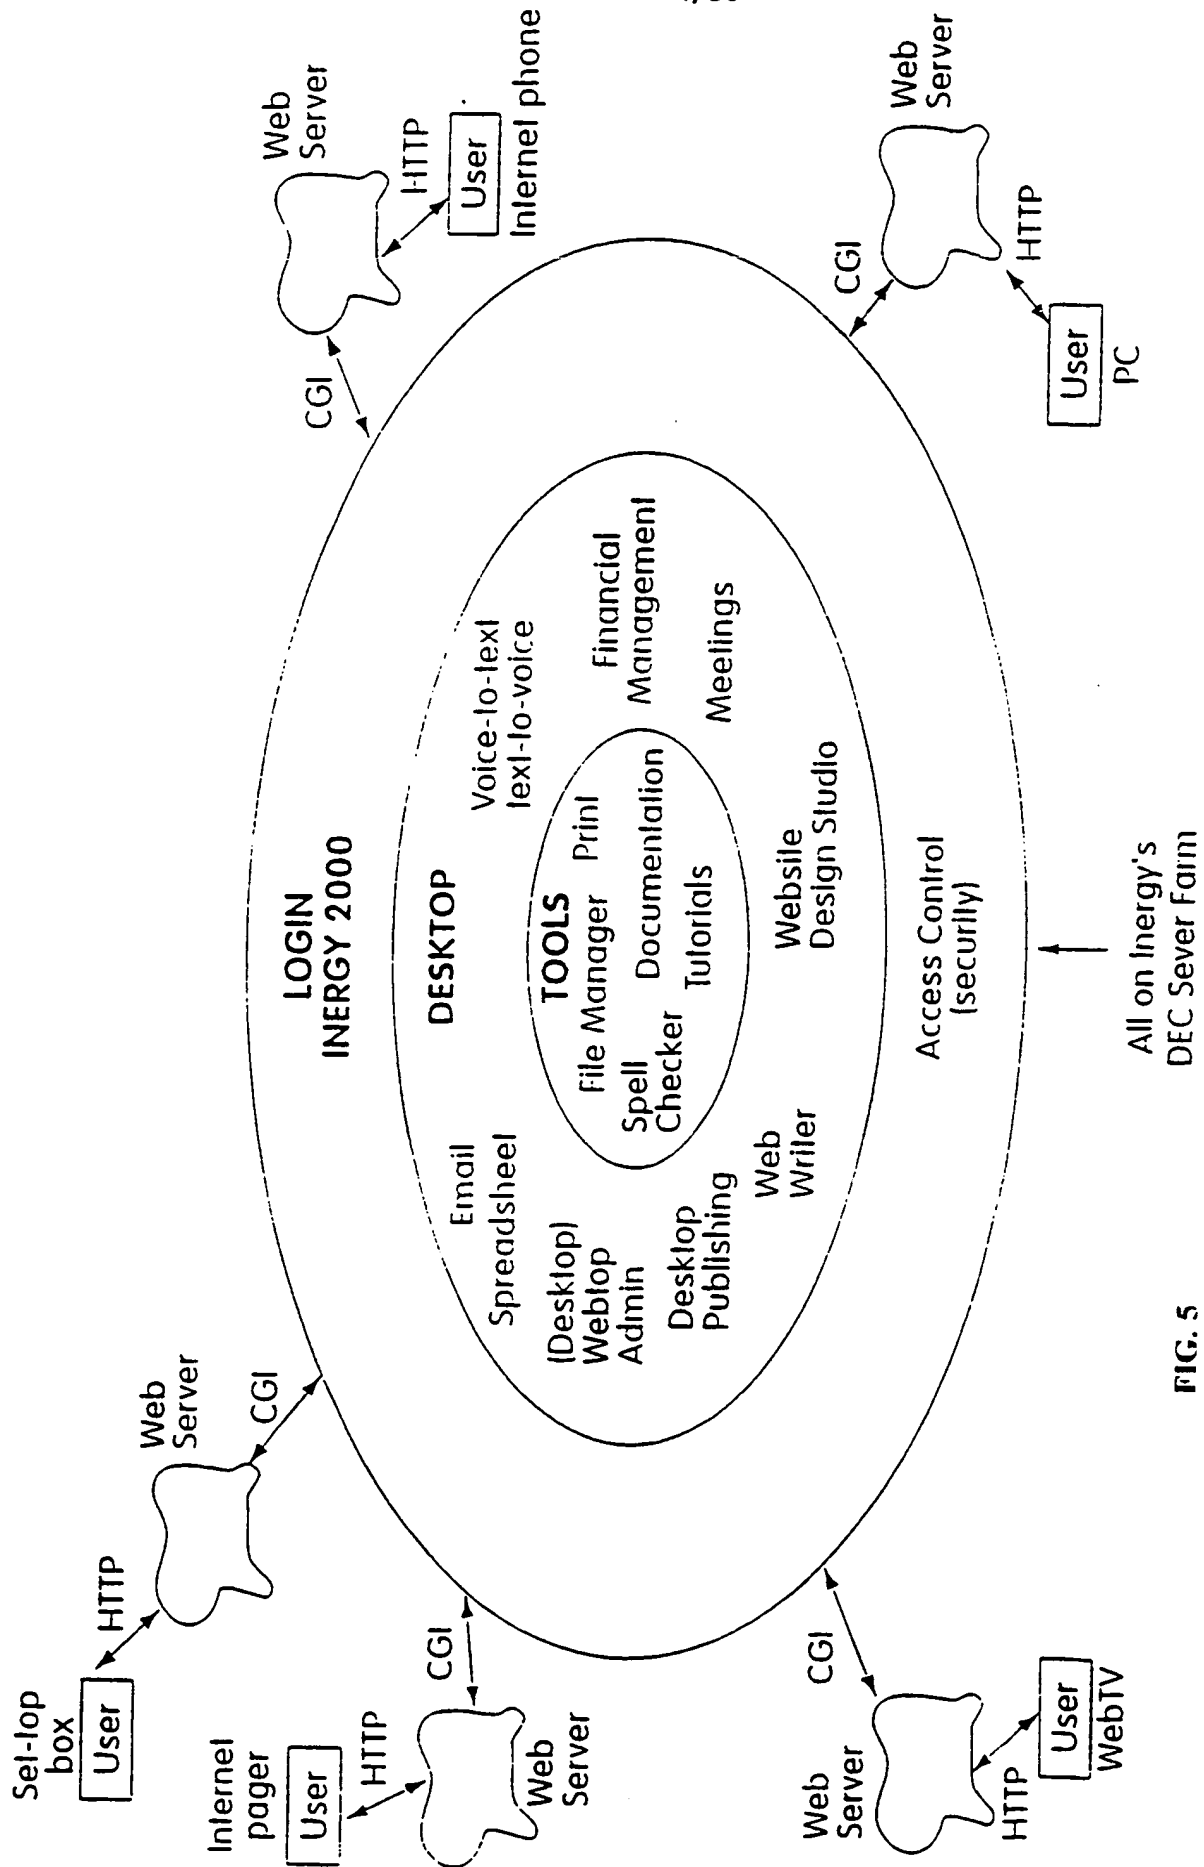 Set-top
box
User
HTTP
Web
Server
CGI
Internet
pager
User
HTTP
CGI
Web
Server
LOGIN
INERGY 2000
CGI
Web
Server
HTTP
User
Internet phone
DESKTOP
Email
Spreadsheet
(Desktop)
Webtop
Admin
Desktop
Publishing
Web
Writer
Voice-to-text
text-to-voice
Financial
Management
Meetings
Website
Design Studio
TOOLS
File Manager
Print
Spell
Checker
Documentation
Tutorials
Access Control
(security)
CGI
Web
Server
HTTP
User
WebTV
CGI
Web
Server
HTTP
User
PC
All on Inergy's
DEC Sever Farm
FIG. 5